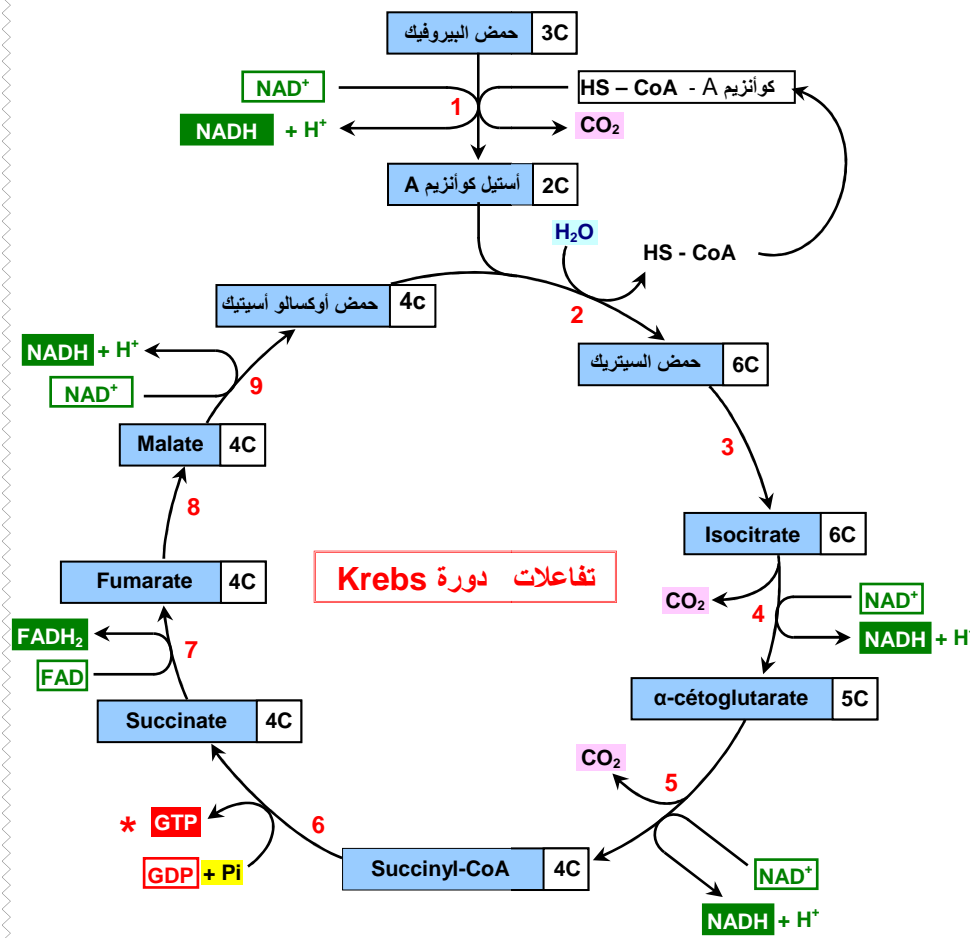 حمض البيروفيك 3C
NAD⁺
كوأنزيم A - HS – CoA
1
NADH + H⁺
CO₂
أستيل كوأنزيم A 2C
H₂O
HS - CoA
حمض أوكسالو أسيتيك 4c
2
NADH + H⁺
حمض السيتريك 6C
NAD⁺
9
Malate 4C
3
8
Isocitrate 6C
تفاعلات دورة Krebs
Fumarate 4C
CO₂
4
NAD⁺
FADH₂
7
NADH + H⁺
FAD
α-cétoglutarate 5C
Succinate 4C
CO₂
5
* GTP
6
GDP + Pi
Succinyl-CoA 4C
NAD⁺
NADH + H⁺